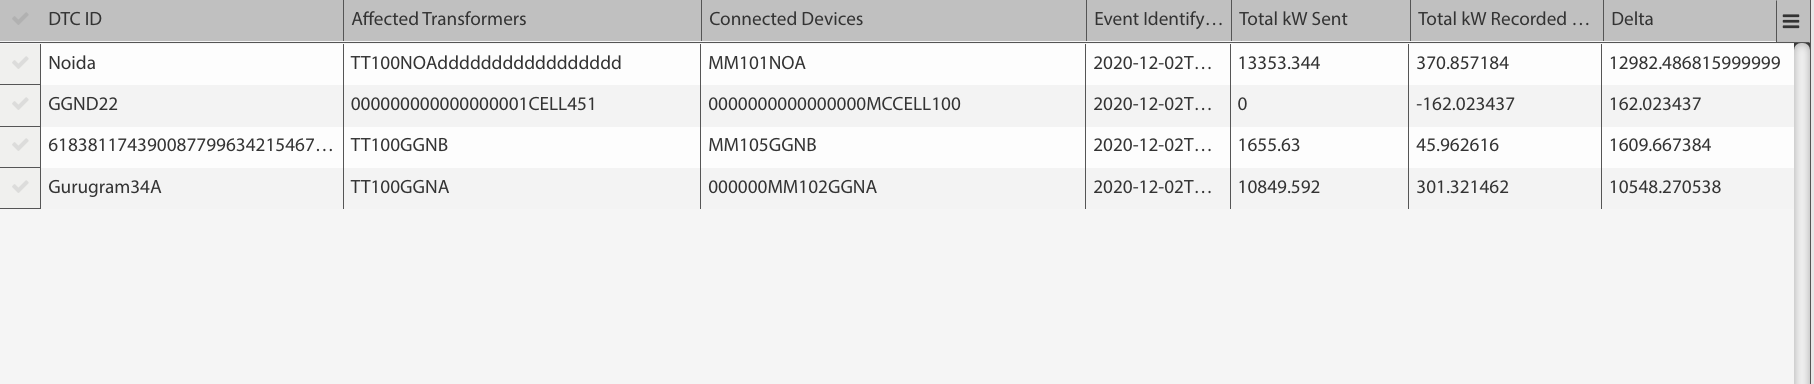 DTC ID Affected Transformers Connected Devices Event Identify… Total kW Sent Total kW Recorded … Delta
Noida TT100NOAddddddddddddddddd MM101NOA 2020-12-02T… 13353.344 370.857184 12982.486815999999
GGND22 000000000000000001CELL451 0000000000000000MCCELL100 2020-12-02T… 0 -162.023437 162.023437
618381174390087799634215467… TT100GGNB MM105GGNB 2020-12-02T… 1655.63 45.962616 1609.667384
Gurugram34A TT100GGNA 000000MM102GGNA 2020-12-02T… 10849.592 301.321462 10548.270538